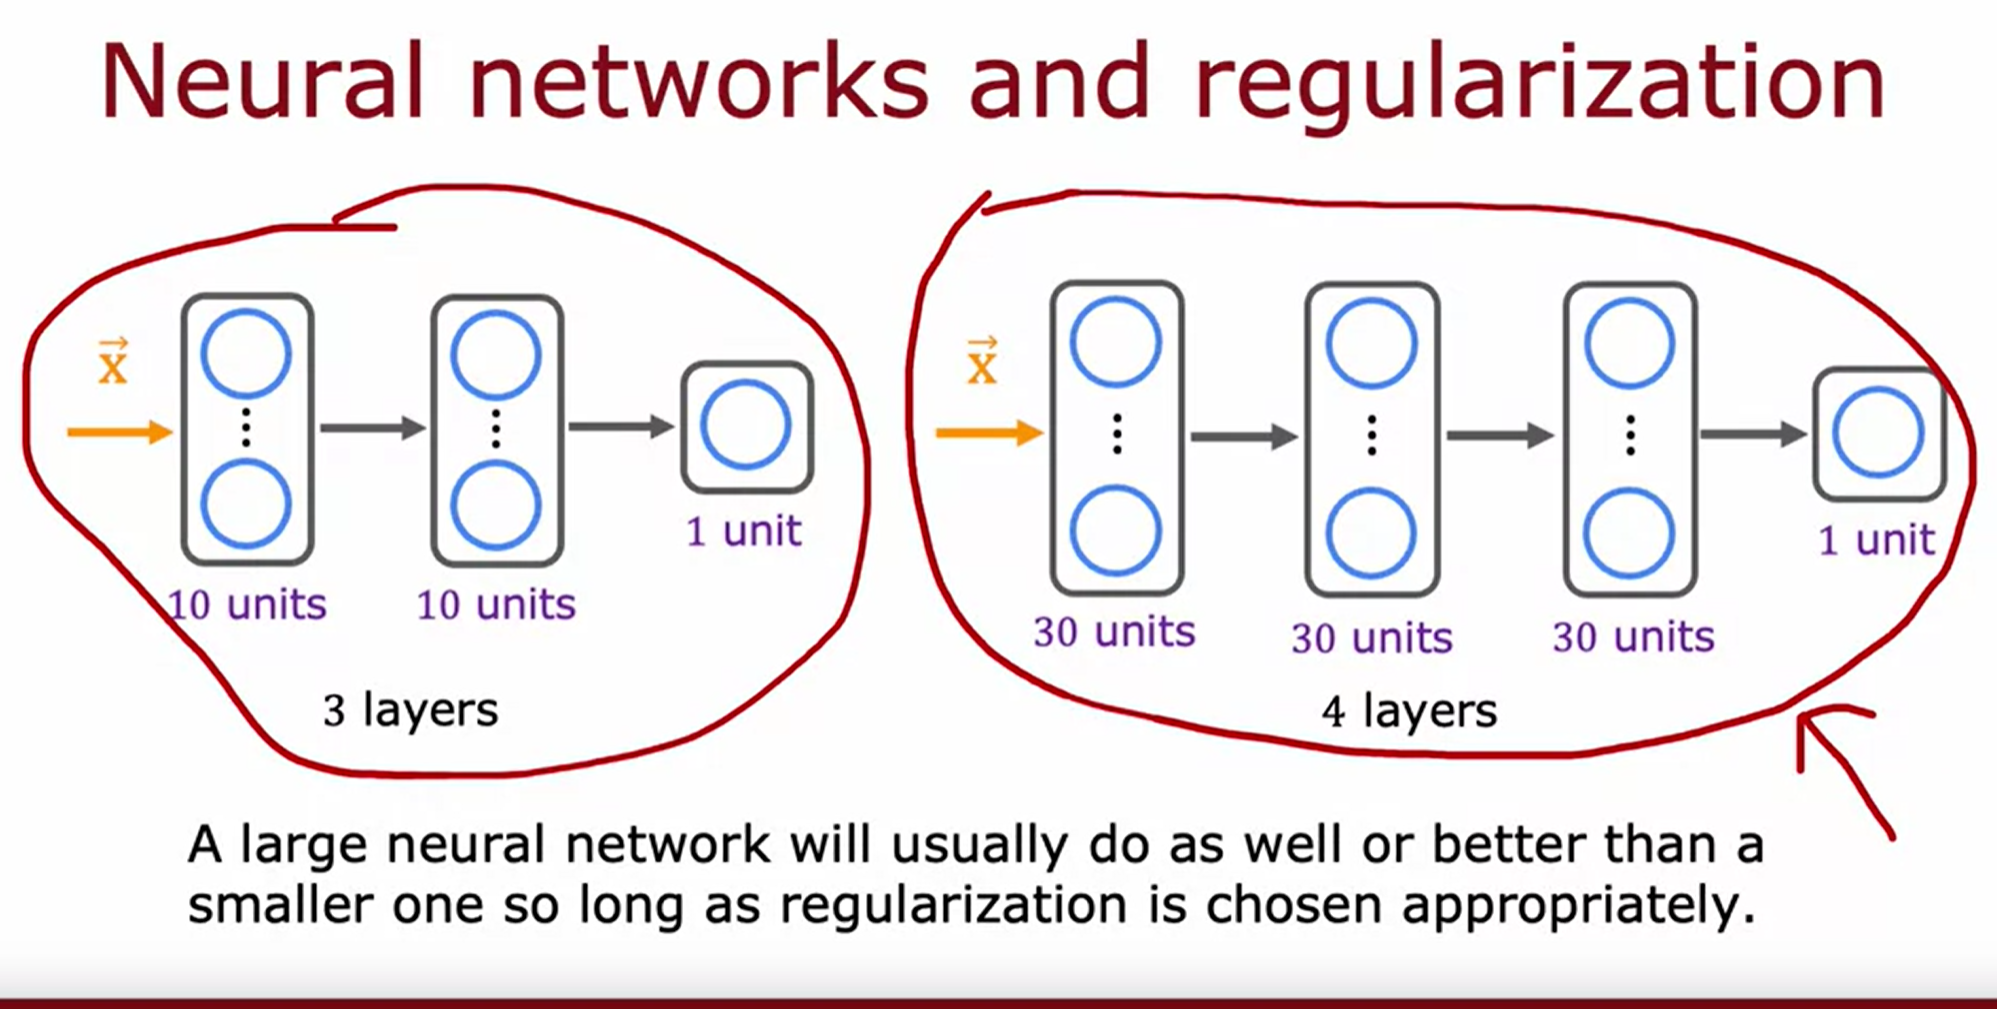 Neural networks and regularization
x⃗
10 units
10 units
1 unit
3 layers
x⃗
30 units
30 units
30 units
1 unit
4 layers
A large neural network will usually do as well or better than a
smaller one so long as regularization is chosen appropriately.